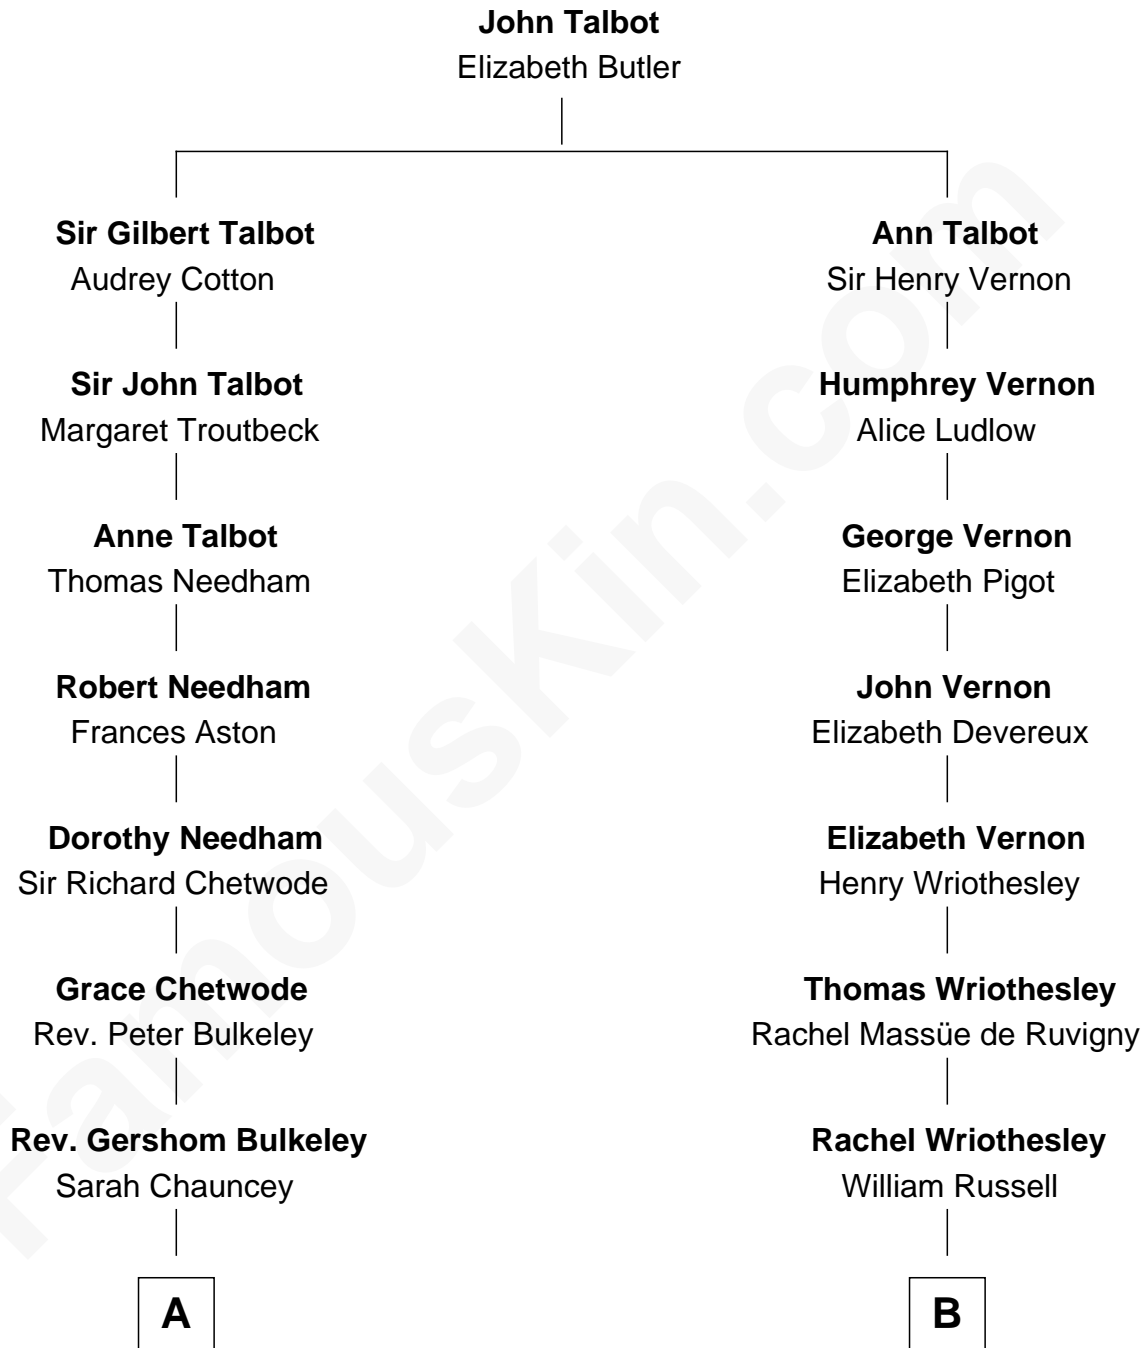 John Talbot
Elizabeth Butler
Sir Gilbert Talbot
Audrey Cotton
Ann Talbot
Sir Henry Vernon
Sir John Talbot
Margaret Troutbeck
Humphrey Vernon
Alice Ludlow
Anne Talbot
Thomas Needham
George Vernon
Elizabeth Pigot
Robert Needham
Frances Aston
John Vernon
Elizabeth Devereux
Dorothy Needham
Sir Richard Chetwode
Elizabeth Vernon
Henry Wriothesley
Grace Chetwode
Rev. Peter Bulkeley
Thomas Wriothesley
Rachel Massüe de Ruvigny
Rev. Gershom Bulkeley
Sarah Chauncey
Rachel Wriothesley
William Russell
A
B
FamousKin.com